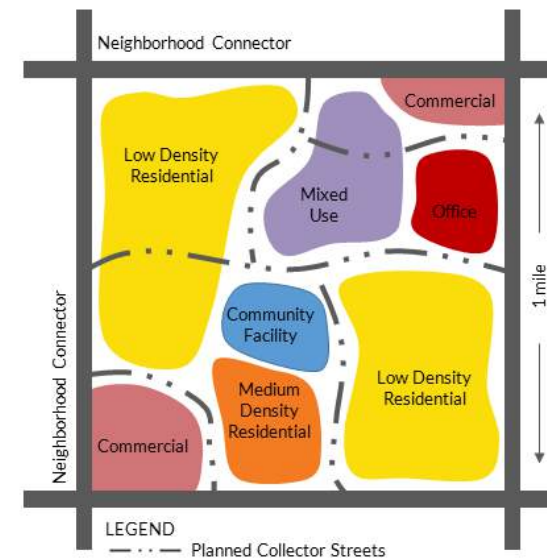 Neighborhood Connector
Commercial
Low Density
Residential
Mixed
Use
Office
1 mile
Community
Facility
Neighborhood Connector
Low Density
Residential
Medium
Density
Residential
Commercial
LEGEND
Planned Collector Streets